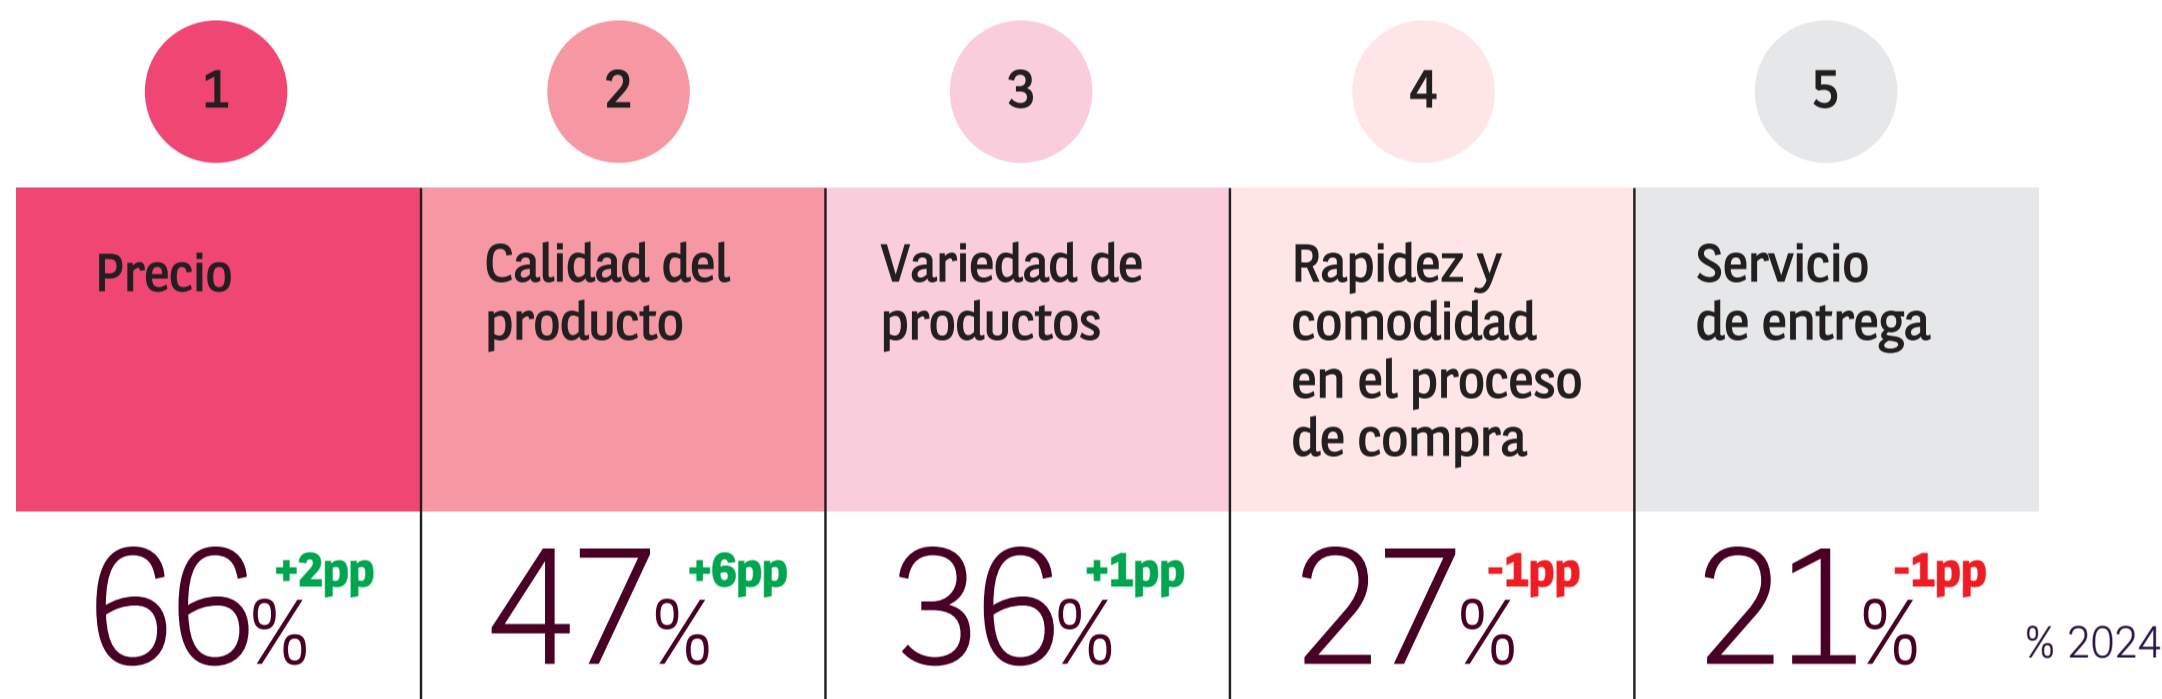 1
2
3
4
5
Precio
Calidad del
producto
Variedad de
productos
Rapidez y
comodidad
en el proceso
de compra
Servicio
de entrega
66% +2pp
47% +6pp
36% +1pp
27% -1pp
21% -1pp
% 2024